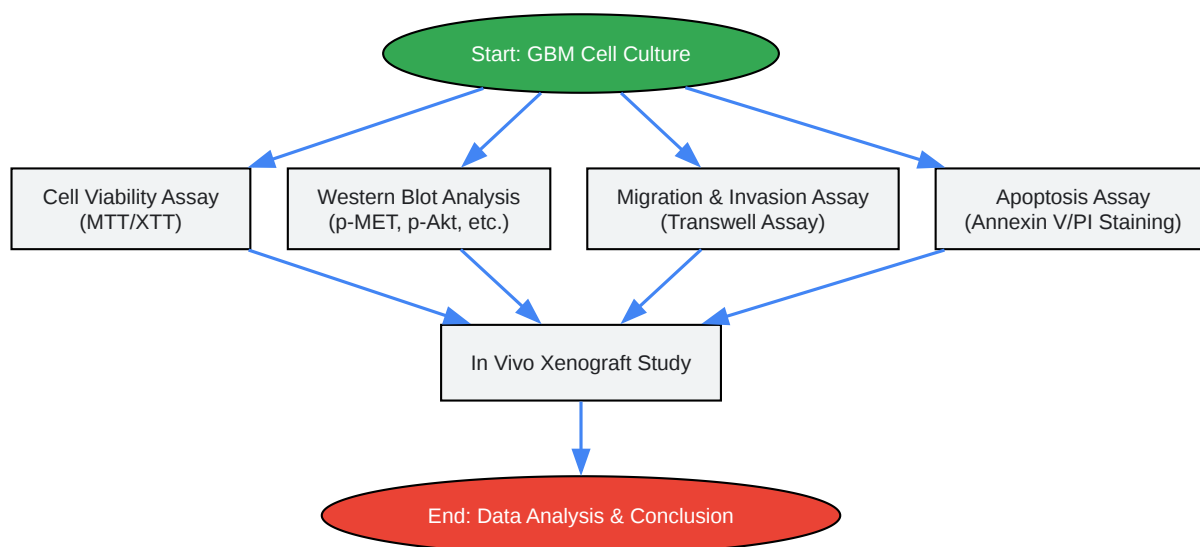 Start: GBM Cell Culture
Cell Viability Assay
(MTT/XTT)
Western Blot Analysis
(p-MET, p-Akt, etc.)
Migration & Invasion Assay
(Transwell Assay)
Apoptosis Assay
(Annexin V/PI Staining)
In Vivo Xenograft Study
End: Data Analysis & Conclusion